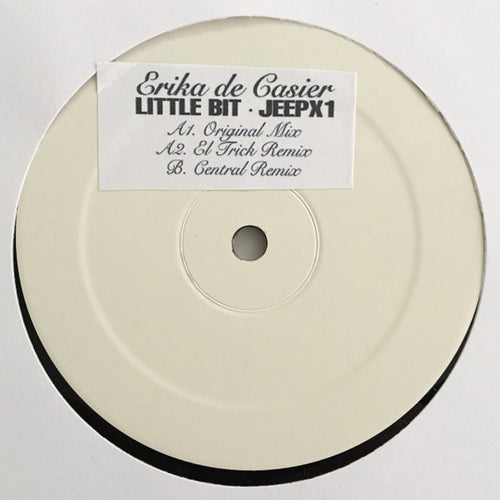 Erika de Casier
LITTLE BIT · JEEPX1
A1. Original Mix
A2. El Trick Remix
B. Central Remix